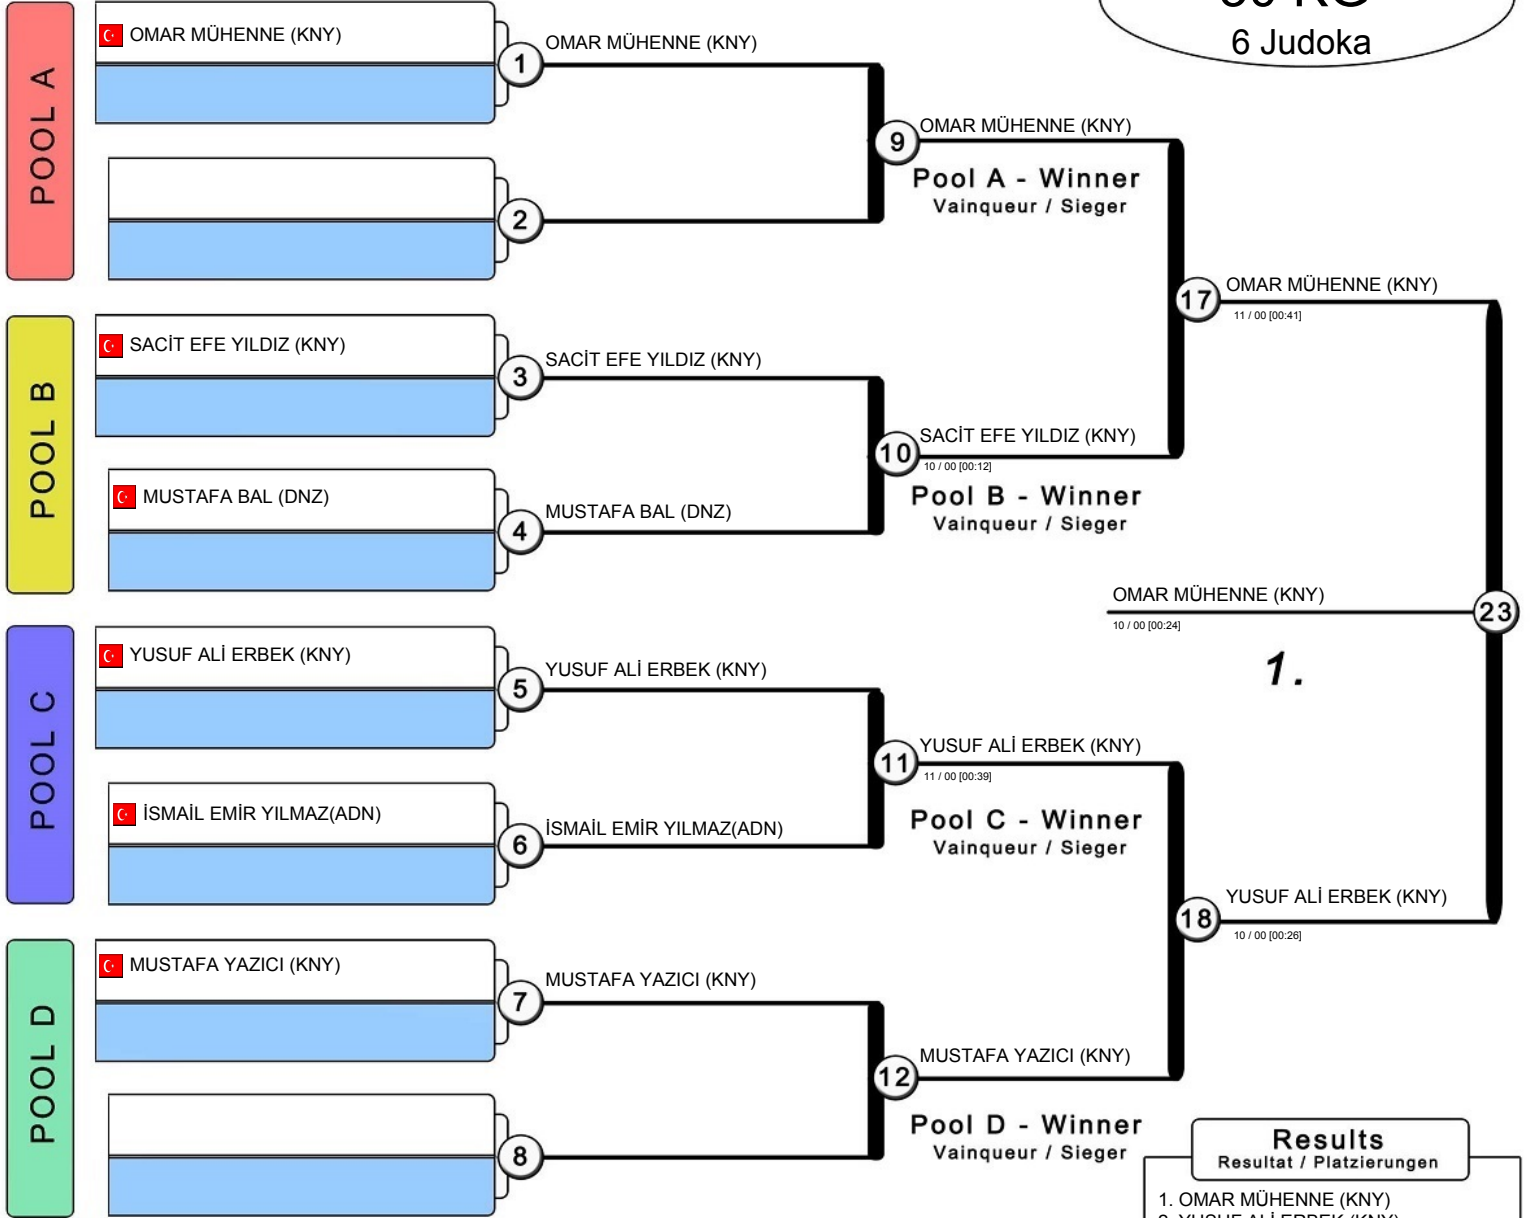 6 Judoka
POOL A
OMAR MÜHENNE (KNY)
1
OMAR MÜHENNE (KNY)
2
9
OMAR MÜHENNE (KNY)
Pool A - Winner
Vainqueur / Sieger
POOL B
SACİT EFE YILDIZ (KNY)
3
SACİT EFE YILDIZ (KNY)
MUSTAFA BAL (DNZ)
4
MUSTAFA BAL (DNZ)
10
SACİT EFE YILDIZ (KNY)
10 / 00 [00:12]
Pool B - Winner
Vainqueur / Sieger
17
OMAR MÜHENNE (KNY)
11 / 00 [00:41]
OMAR MÜHENNE (KNY)
10 / 00 [00:24]
23
1.
POOL C
YUSUF ALİ ERBEK (KNY)
5
YUSUF ALİ ERBEK (KNY)
İSMAİL EMİR YILMAZ(ADN)
6
İSMAİL EMİR YILMAZ(ADN)
11
YUSUF ALİ ERBEK (KNY)
11 / 00 [00:39]
Pool C - Winner
Vainqueur / Sieger
18
YUSUF ALİ ERBEK (KNY)
10 / 00 [00:26]
POOL D
MUSTAFA YAZICI (KNY)
7
MUSTAFA YAZICI (KNY)
8
12
MUSTAFA YAZICI (KNY)
Pool D - Winner
Vainqueur / Sieger
Results
Resultat / Platzierungen
1. OMAR MÜHENNE (KNY)
2. YUSUF ALİ ERBEK (KNY)